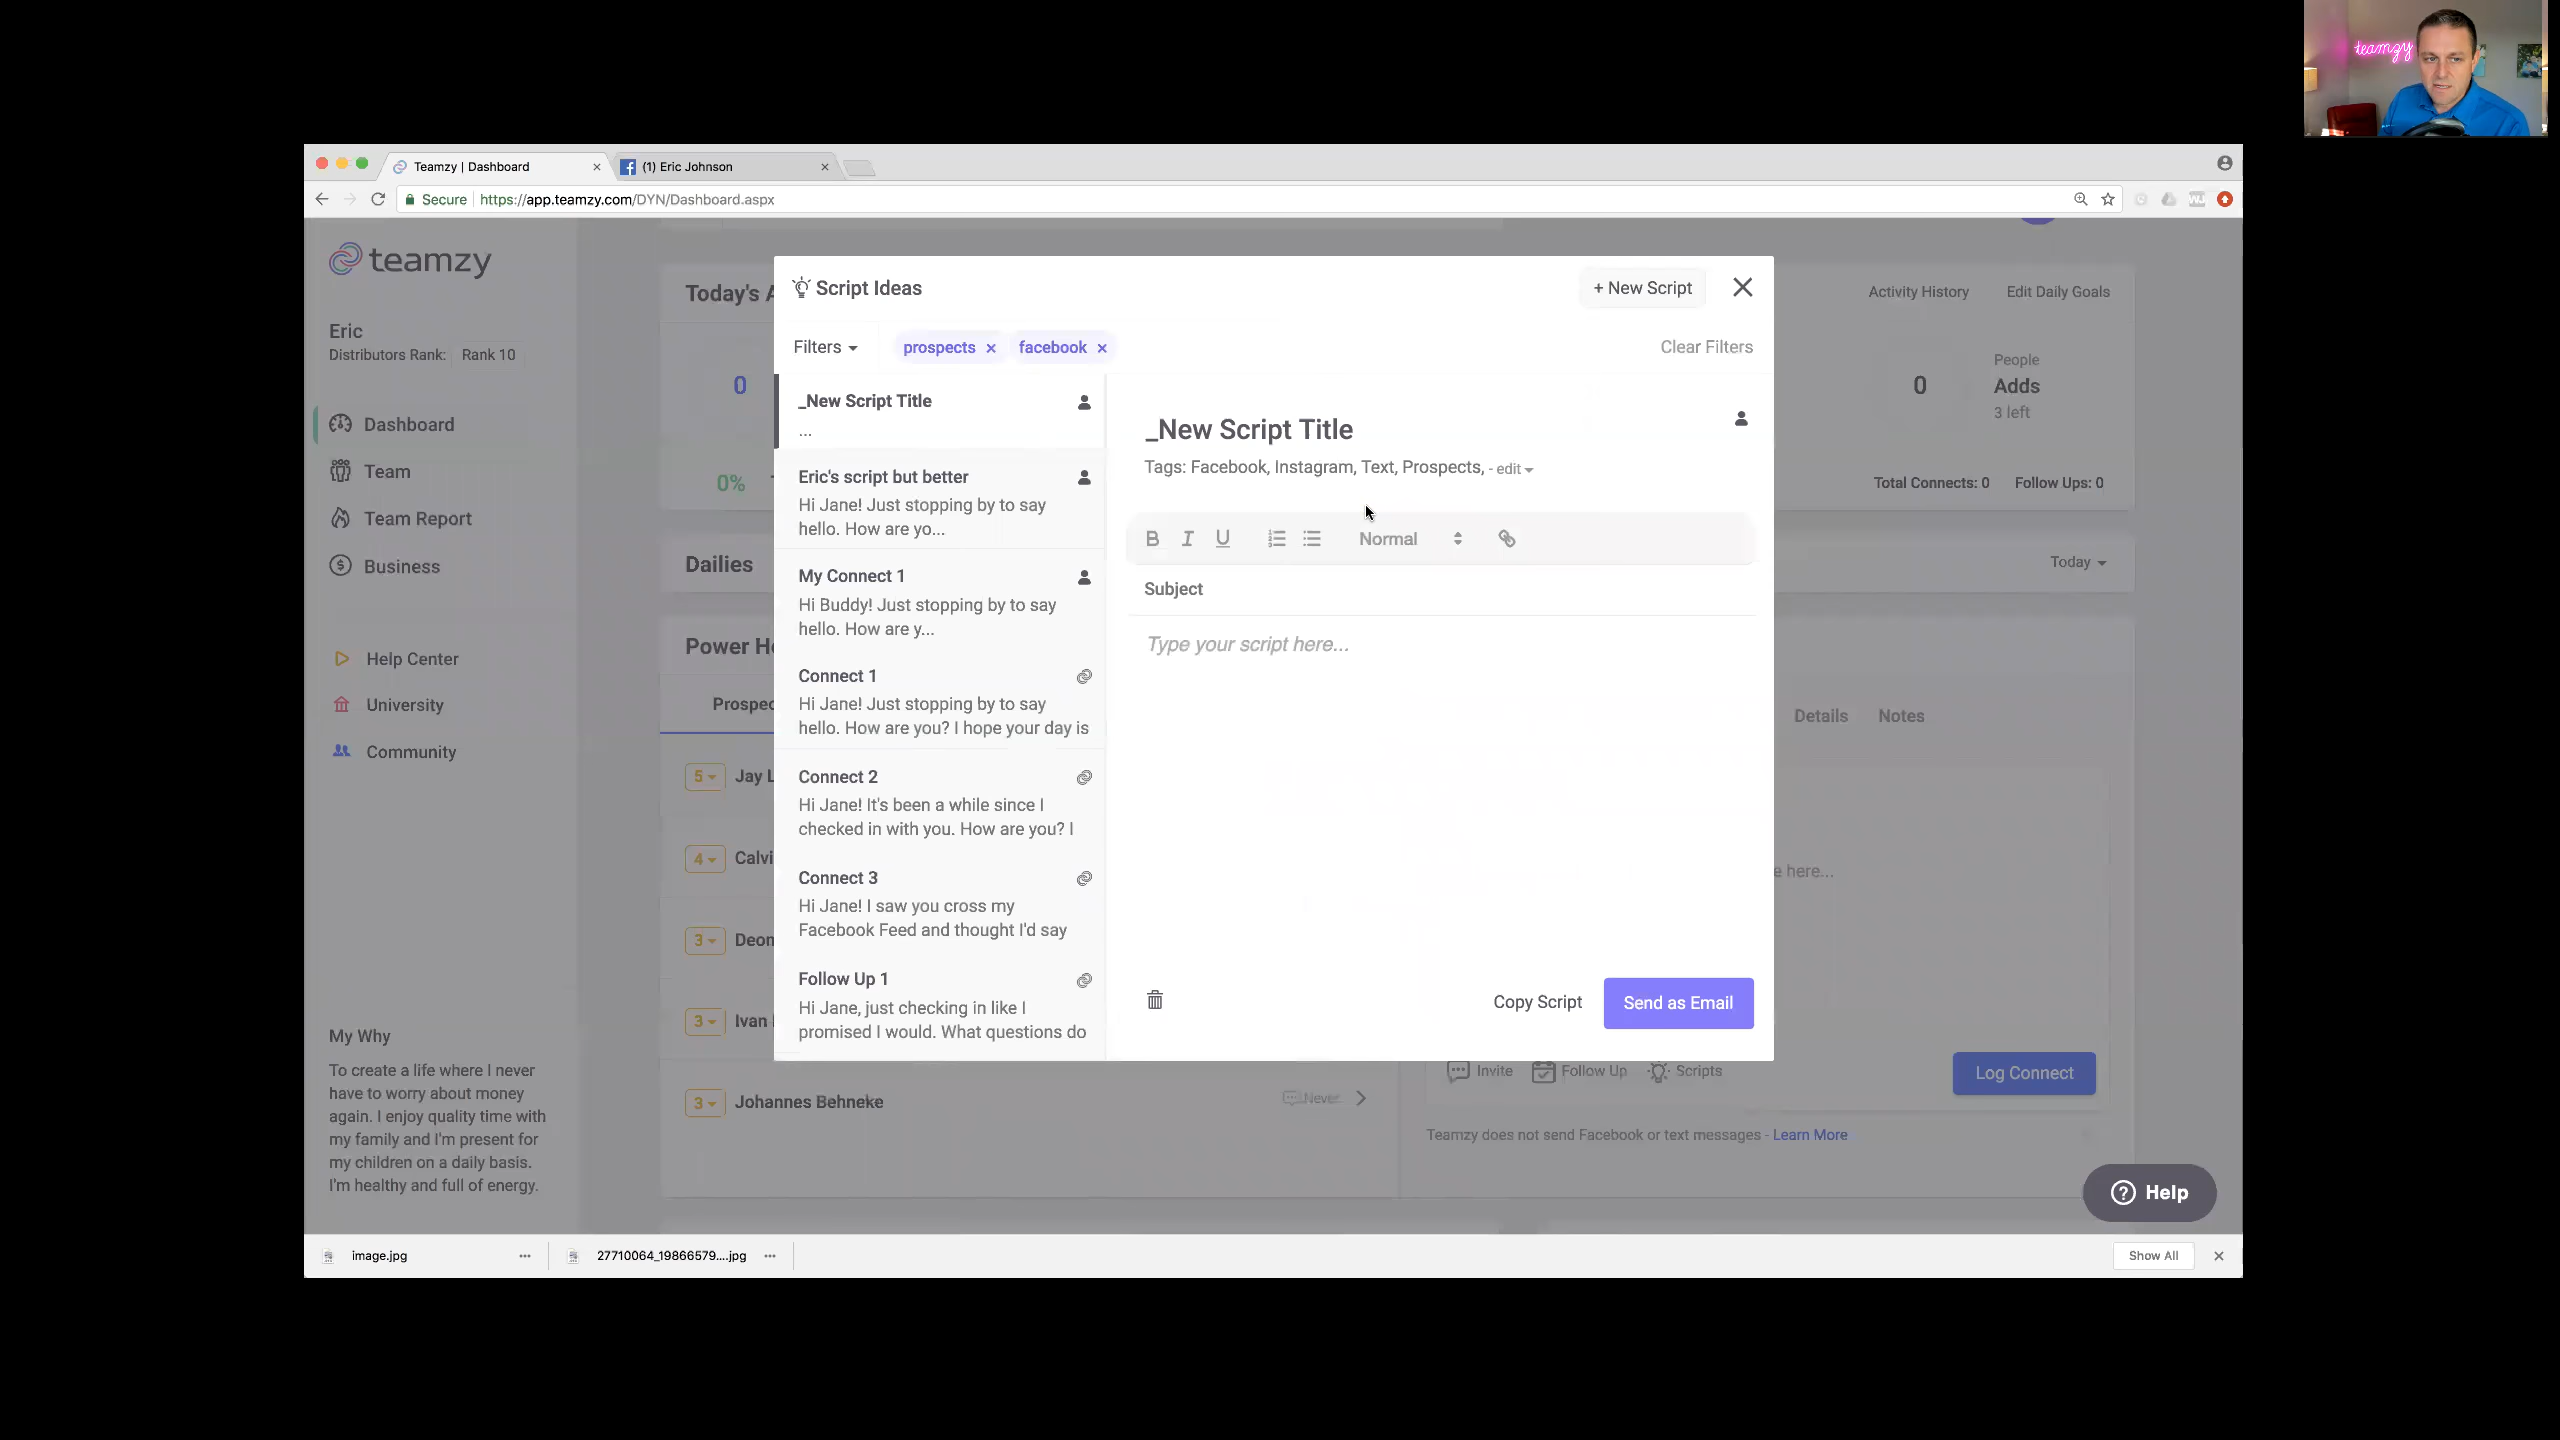 teamzy
Teamzy | Dashboard
(1) Eric Johnson
Secure
https://app.teamzy.com/DYN/Dashboard.aspx
teamzy
Eric
Distributors Rank: Rank 10
Dashboard
Team
Team Report
Business
Help Center
University
Community
My Why
To create a life where I never
have to worry about money
again. I enjoy quality time with
my family and I'm present for
my children on a daily basis.
I'm healthy and full of energy.
Today's A
0
0%
Activity History
Edit Daily Goals
0
People
Adds
3 left
Total Connects: 0
Follow Ups: 0
Dailies
Today
Power Ho
Prospec
Details
Notes
5
Jay L
4
Calvi
3
Deon
3
Ivan
3
Johannes Behneke
Never
e here...
Invite
Follow Up
Scripts
Log Connect
Teamzy does not send Facebook or text messages - Learn More
Script Ideas
+ New Script
Filters
prospects
facebook
Clear Filters
_New Script Title
...
Eric's script but better
Hi Jane! Just stopping by to say
hello. How are yo...
My Connect 1
Hi Buddy! Just stopping by to say
hello. How are y...
Connect 1
Hi Jane! Just stopping by to say
hello. How are you? I hope your day is
Connect 2
Hi Jane! It's been a while since I
checked in with you. How are you? I
Connect 3
Hi Jane! I saw you cross my
Facebook Feed and thought I'd say
Follow Up 1
Hi Jane, just checking in like I
promised I would. What questions do
_New Script Title
Tags: Facebook, Instagram, Text, Prospects, - edit
B I U
Normal
Subject
Type your script here...
Copy Script
Send as Email
Help
image.jpg
27710064_19866579....jpg
Show All